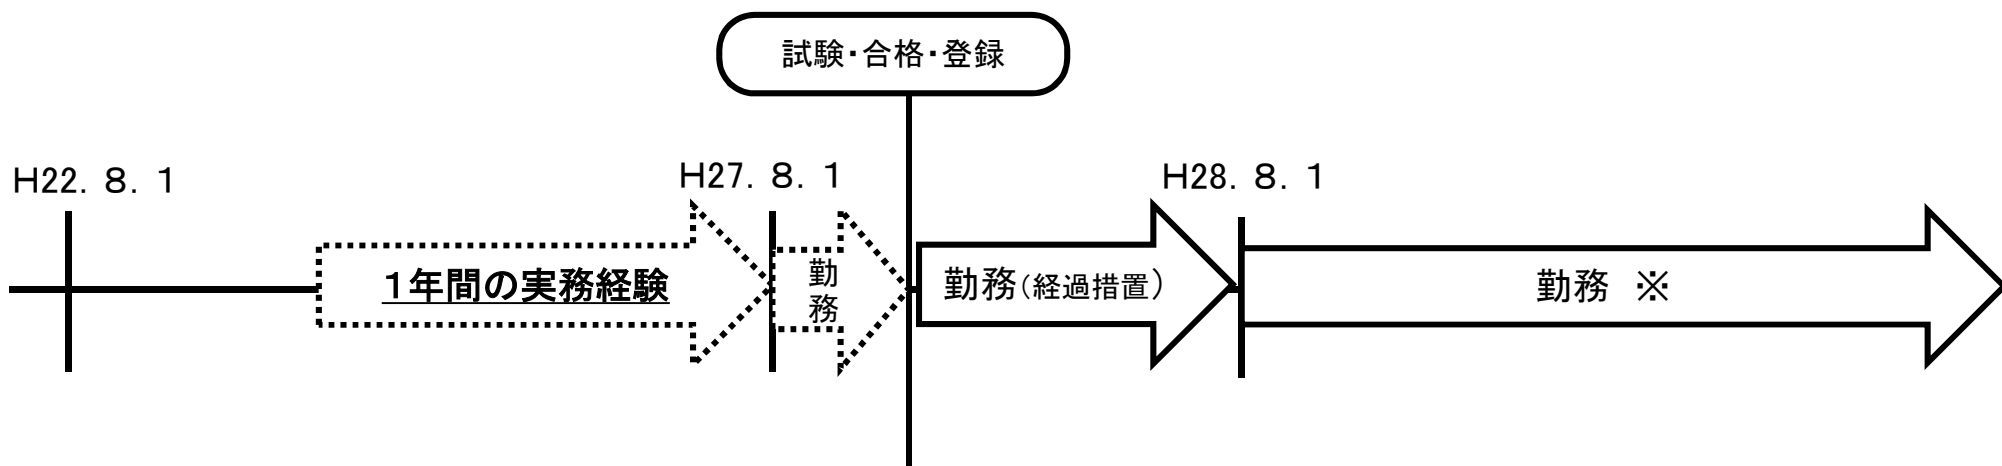 試験・合格・登録
H22. 8. 1
H27. 8. 1
H28. 8. 1
1年間の実務経験
勤務
勤務(経過措置)
勤務 ※